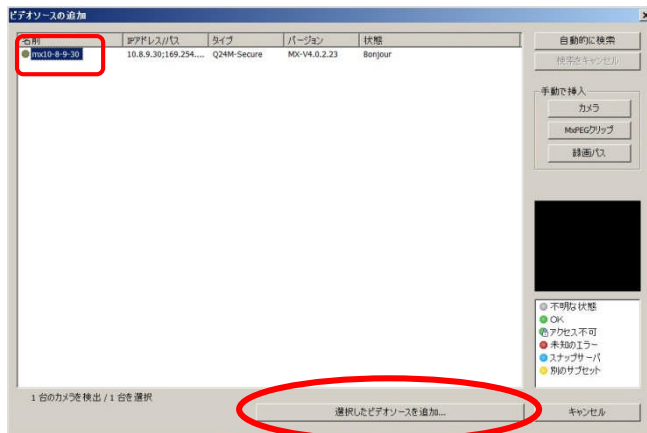 ビデオソースの追加
名前 IPアドレス/パス タイプ バージョン 状態
mx10-8-9-30 10.8.9.30;169.254.... Q24M-Secure MX-V4.0.2.23 Bonjour
自動的に検索
検索をキャンセル
手動で挿入
カメラ
MxPEGクリップ
録画パス
不明な状態
OK
アクセス不可
未知のエラー
スナップサーバ
別のサブセット
1 台のカメラを検出 / 1 台を選択
選択したビデオソースを追加...
キャンセル